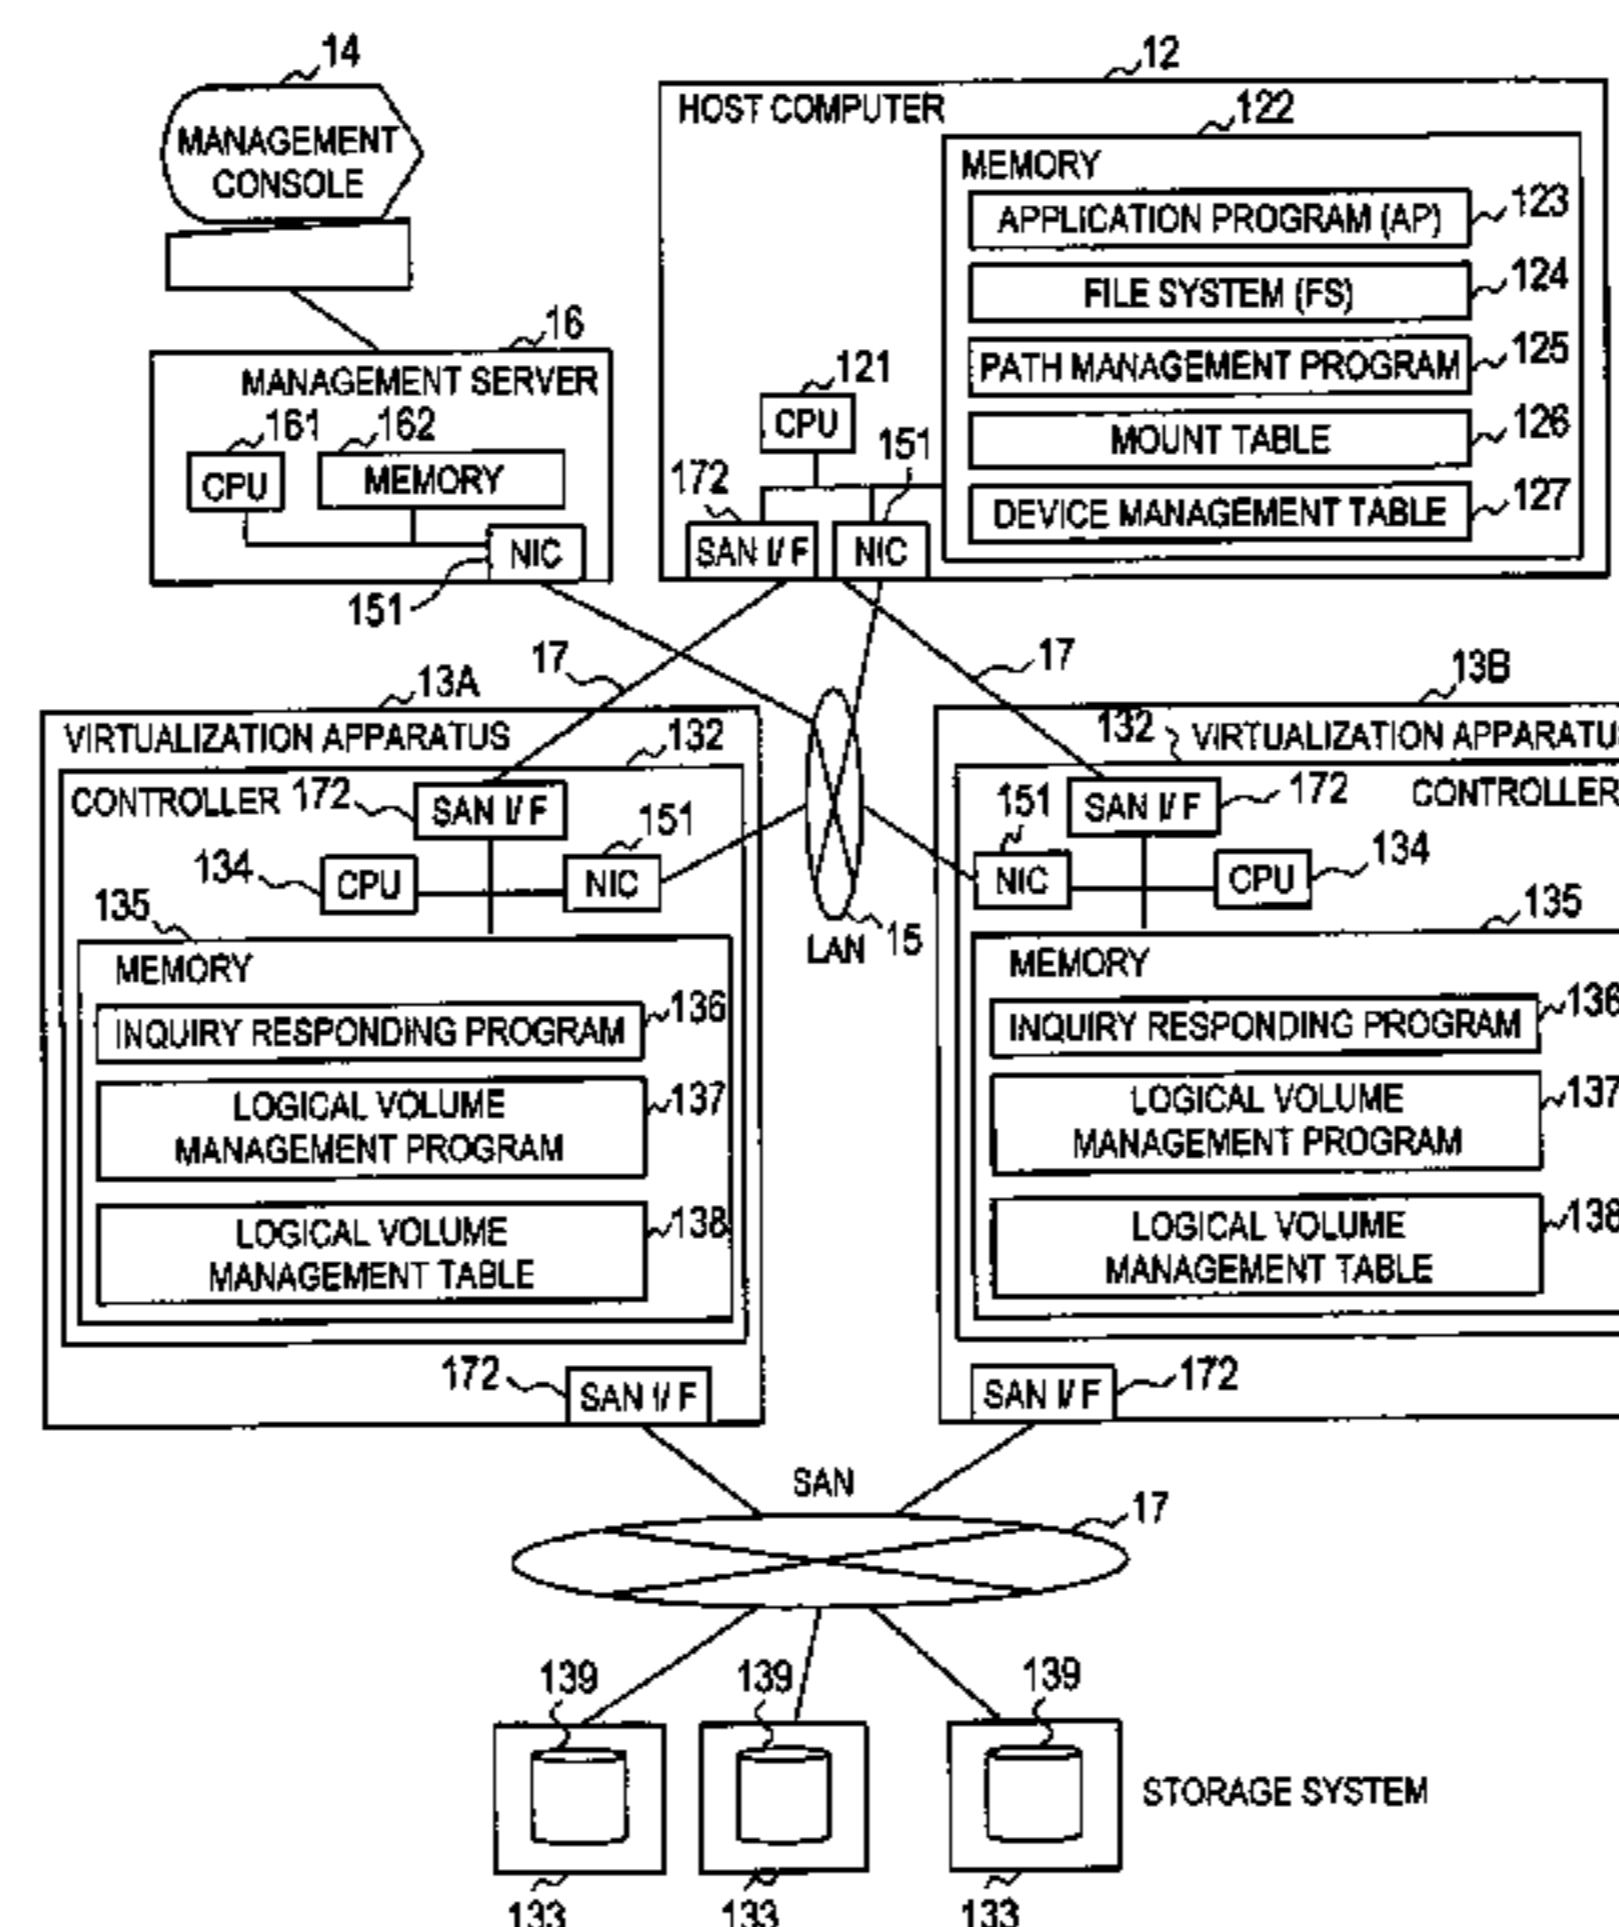 14
MANAGEMENT
CONSOLE
12
HOST COMPUTER
122
MEMORY
APPLICATION PROGRAM (AP)
123
FILE SYSTEM (FS)
124
PATH MANAGEMENT PROGRAM
125
MOUNT TABLE
126
DEVICE MANAGEMENT TABLE
127
121
CPU
172
SAN I/F
151
NIC
16
MANAGEMENT SERVER
161
CPU
162
MEMORY
NIC
151
17
17
13A
VIRTUALIZATION APPARATUS
132
CONTROLLER
172
SAN I/F
151
134
CPU
NIC
135
MEMORY
INQUIRY RESPONDING PROGRAM
136
LOGICAL VOLUME
MANAGEMENT PROGRAM
137
LOGICAL VOLUME
MANAGEMENT TABLE
138
172
SAN I/F
LAN
15
13B
132
VIRTUALIZATION APPARATU
CONTROLLER
151
SAN I/F
172
NIC
CPU
134
135
MEMORY
INQUIRY RESPONDING PROGRAM
136
LOGICAL VOLUME
MANAGEMENT PROGRAM
137
LOGICAL VOLUME
MANAGEMENT TABLE
138
SAN I/F
172
SAN
17
139
139
139
STORAGE SYSTEM
133
133
133